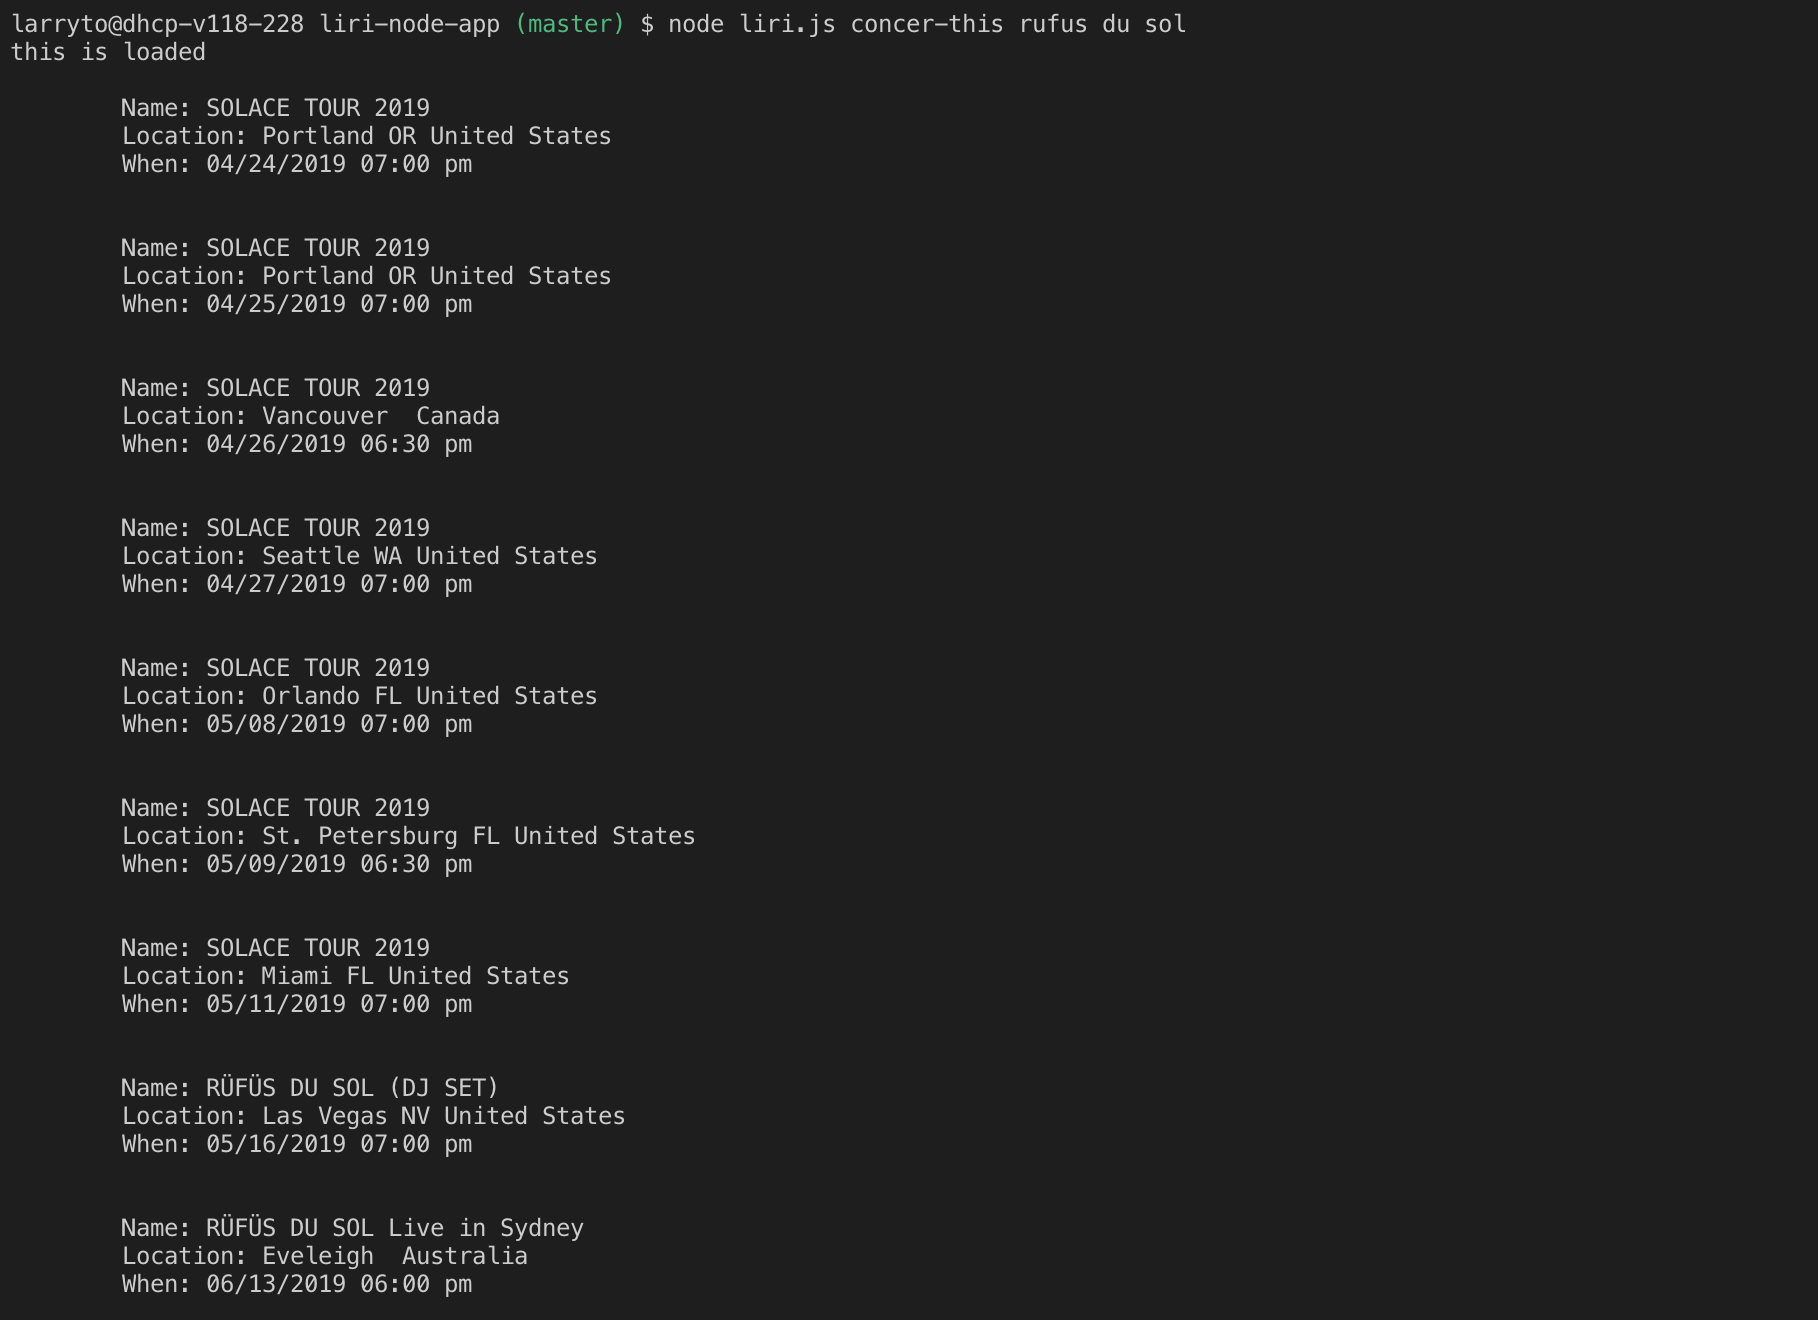 larryto@dhcp-v118-228 liri-node-app (master) $ node liri.js concer-this rufus du sol
this is loaded
Name: SOLACE TOUR 2019
Location: Portland OR United States
When: 04/24/2019 07:00 pm
Name: SOLACE TOUR 2019
Location: Portland OR United States
When: 04/25/2019 07:00 pm
Name: SOLACE TOUR 2019
Location: Vancouver  Canada
When: 04/26/2019 06:30 pm
Name: SOLACE TOUR 2019
Location: Seattle WA United States
When: 04/27/2019 07:00 pm
Name: SOLACE TOUR 2019
Location: Orlando FL United States
When: 05/08/2019 07:00 pm
Name: SOLACE TOUR 2019
Location: St. Petersburg FL United States
When: 05/09/2019 06:30 pm
Name: SOLACE TOUR 2019
Location: Miami FL United States
When: 05/11/2019 07:00 pm
Name: RÜFÜS DU SOL (DJ SET)
Location: Las Vegas NV United States
When: 05/16/2019 07:00 pm
Name: RÜFÜS DU SOL Live in Sydney
Location: Eveleigh  Australia
When: 06/13/2019 06:00 pm